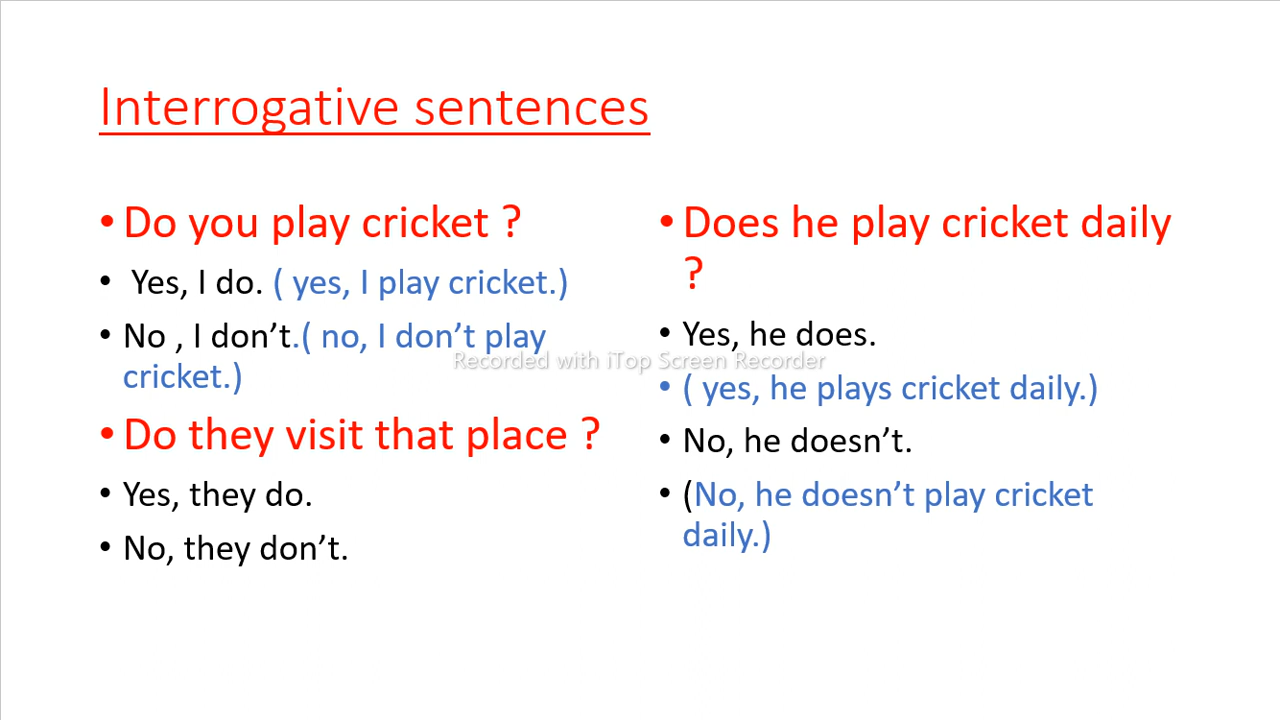 Interrogative sentences
• Do you play cricket ?
• Yes, I do. ( yes, I play cricket.)
• No , I don’t.( no, I don’t play
cricket.)
• Do they visit that place ?
• Yes, they do.
• No, they don’t.
• Does he play cricket daily
?
• Yes, he does.
• ( yes, he plays cricket daily.)
• No, he doesn’t.
• (No, he doesn’t play cricket
daily.)
Recorded with iTop Screen Recorder